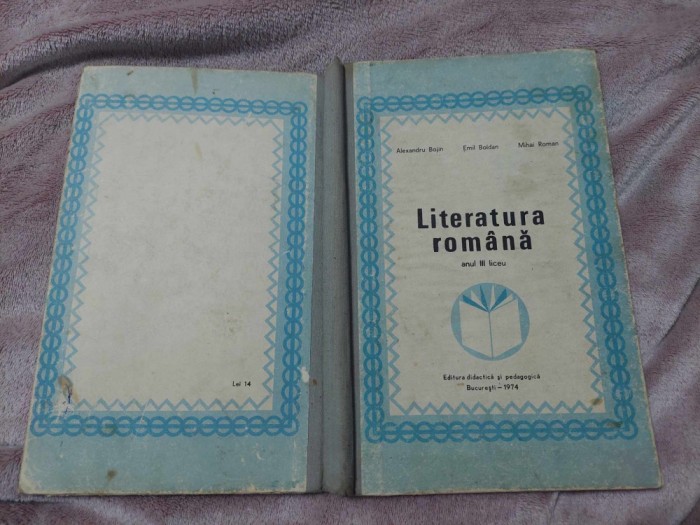 Alexandru Bojin Emil Boldan Mihai Roman
Literatura
română
anul III liceu
Editura didactică și pedagogică
București – 1974
Lei 14